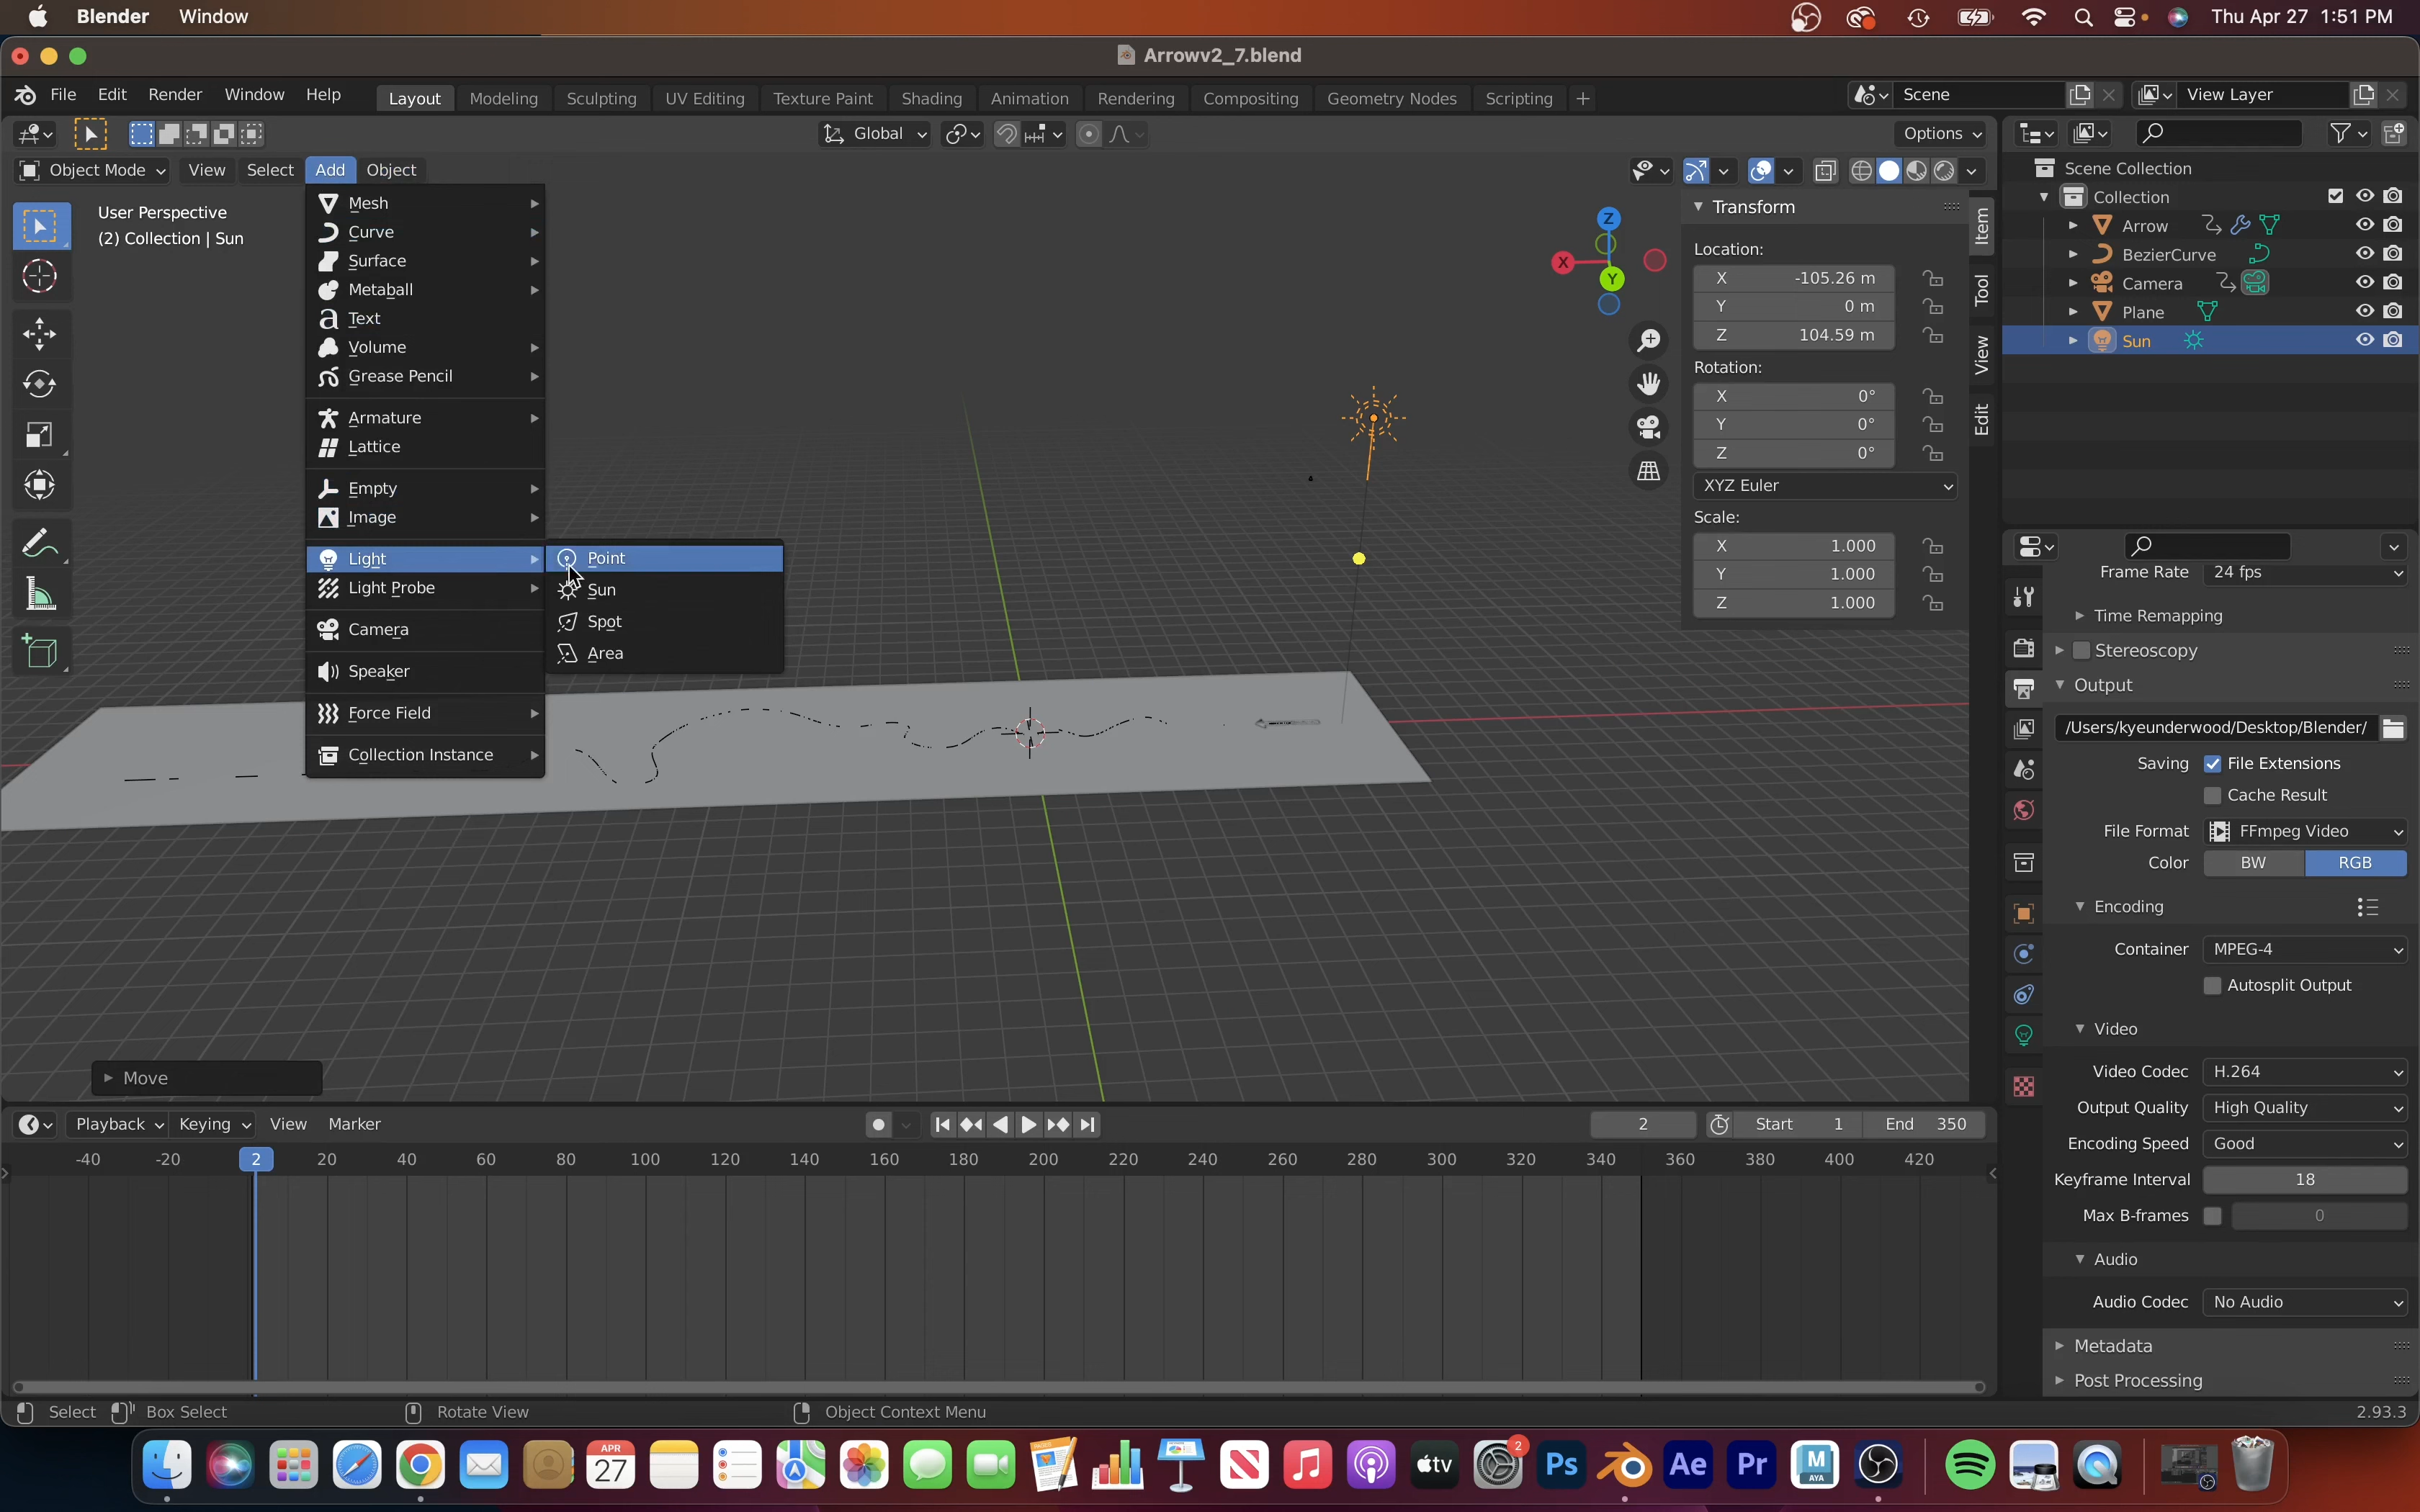 Blender Window Thu Apr 27 1:51 PM
Arrowv2_7.blend
File Edit Render Window Help Layout Modeling Sculpting UV Editing Texture Paint Shading Animation Rendering Compositing Geometry Nodes Scripting + Scene View Layer
Global Options
Object Mode View Select Add Object
User Perspective
(2) Collection | Sun
Mesh
Curve
Surface
Metaball
Text
Volume
Grease Pencil
Armature
Lattice
Empty
Image
Light
Light Probe
Camera
Speaker
Force Field
Collection Instance
Point
Sun
Spot
Area
Z
X
Y
Transform
Location:
X -105.26 m
Y 0 m
Z 104.59 m
Rotation:
X 0°
Y 0°
Z 0°
XYZ Euler
Scale:
X 1.000
Y 1.000
Z 1.000
Item
Tool
View
Edit
Scene Collection
Collection
Arrow
BezierCurve
Camera
Plane
Sun
Frame Rate 24 fps
Time Remapping
Stereoscopy
Output
/Users/kyeunderwood/Desktop/Blender/
Saving File Extensions
Cache Result
File Format FFmpeg Video
Color BW RGB
Encoding
Container MPEG-4
Autosplit Output
Video
Video Codec H.264
Output Quality High Quality
Encoding Speed Good
Keyframe Interval 18
Max B-frames 0
Audio
Audio Codec No Audio
Metadata
Post Processing
Move
Playback Keying View Marker 2 Start 1 End 350
-40 -20 2 20 40 60 80 100 120 140 160 180 200 220 240 260 280 300 320 340 360 380 400 420
Select Box Select Rotate View Object Context Menu 2.93.3
APR
27
tv
2
Ps
Ae
Pr
M
AYA